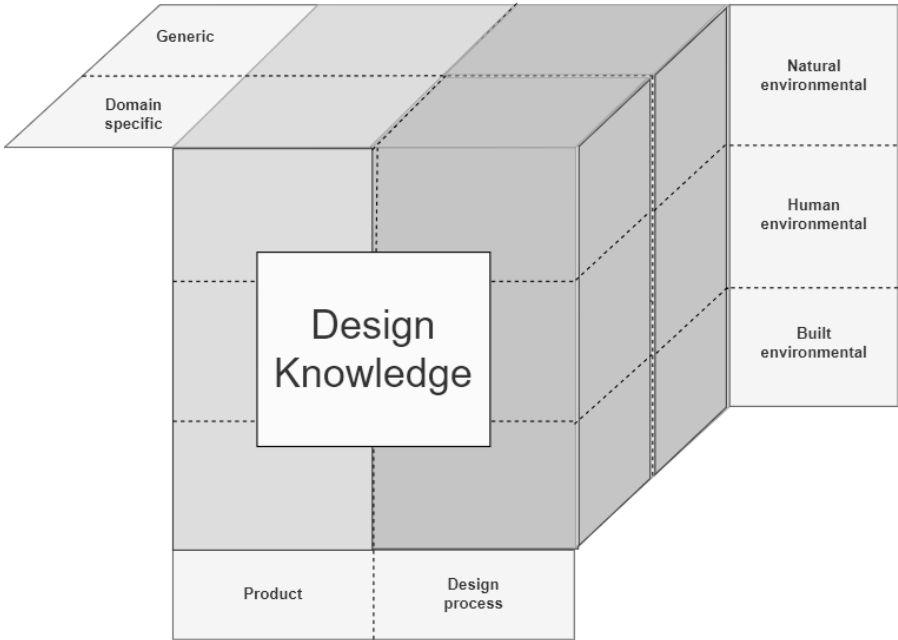 Generic
Domain
specific
Natural
environmental
Human
environmental
Built
environmental
Design
Knowledge
Product
Design
process